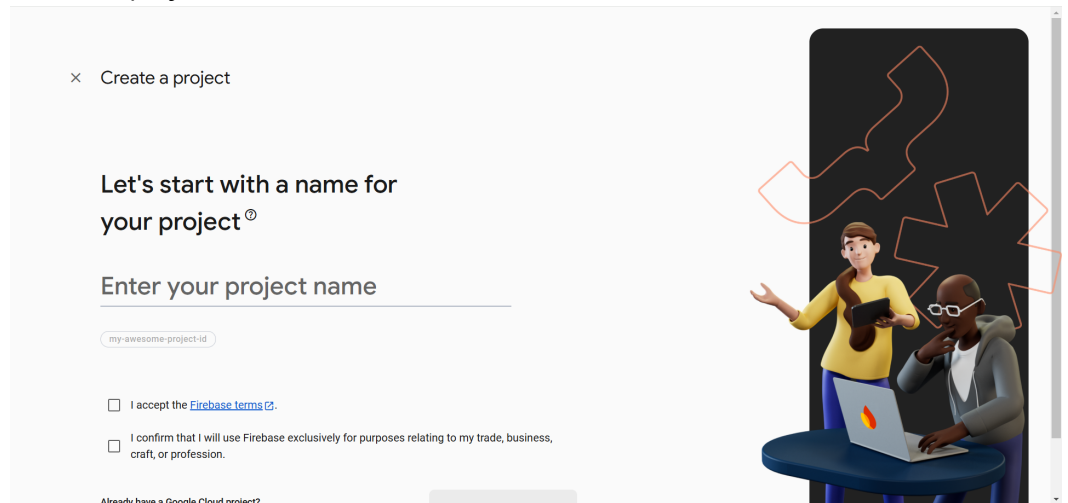 Create a project
Let's start with a name for
your project
Enter your project name
my-awesome-project-id
I accept the Firebase terms.
I confirm that I will use Firebase exclusively for purposes relating to my trade, business,
craft, or profession.
Already have a Google Cloud project?